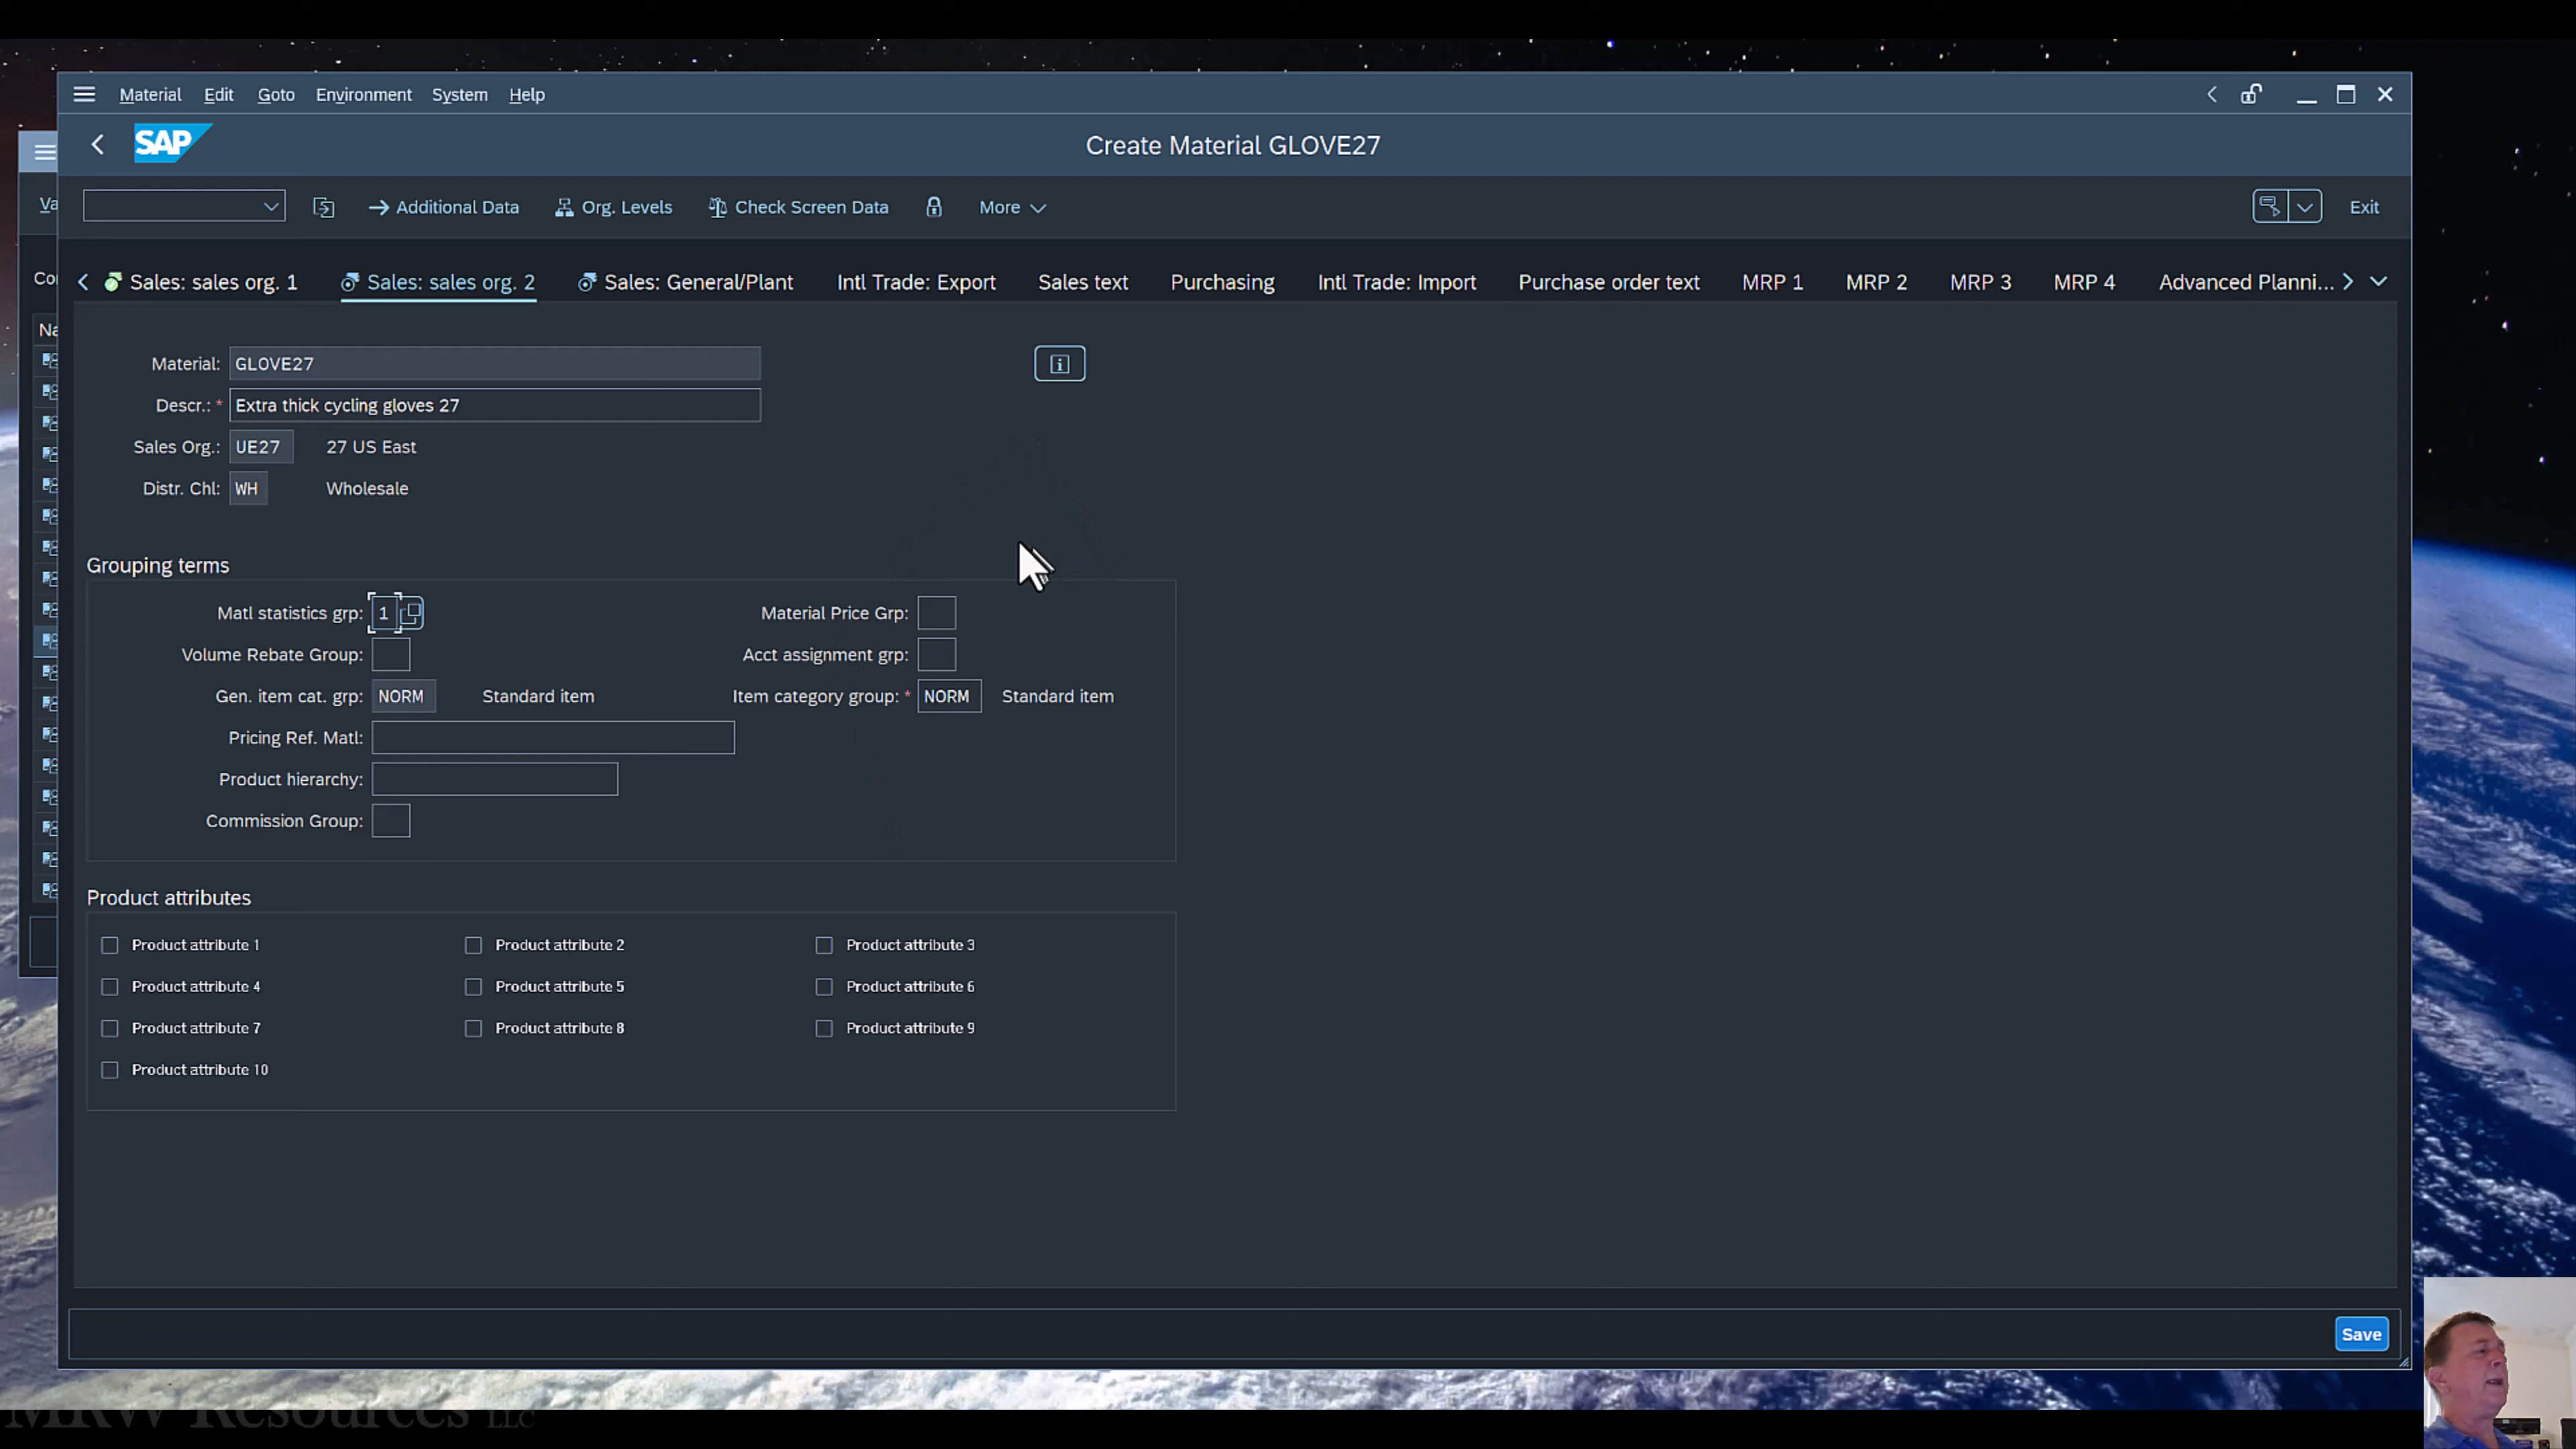 Material Edit Goto Environment System Help
SAP Create Material GLOVE27
Va
Additional Data Org. Levels Check Screen Data More Exit
Co
Sales: sales org. 1 Sales: sales org. 2 Sales: General/Plant Intl Trade: Export Sales text Purchasing Intl Trade: Import Purchase order text MRP 1 MRP 2 MRP 3 MRP 4 Advanced Planni...
Na
Material: GLOVE27
Descr.: * Extra thick cycling gloves 27
Sales Org.: UE27 27 US East
Distr. Chl: WH Wholesale
Grouping terms
Matl statistics grp: 1 Material Price Grp:
Volume Rebate Group: Acct assignment grp:
Gen. item cat. grp: NORM Standard item Item category group: * NORM Standard item
Pricing Ref. Matl:
Product hierarchy:
Commission Group:
Product attributes
Product attribute 1 Product attribute 2 Product attribute 3
Product attribute 4 Product attribute 5 Product attribute 6
Product attribute 7 Product attribute 8 Product attribute 9
Product attribute 10
Save
MRW Resources LLC